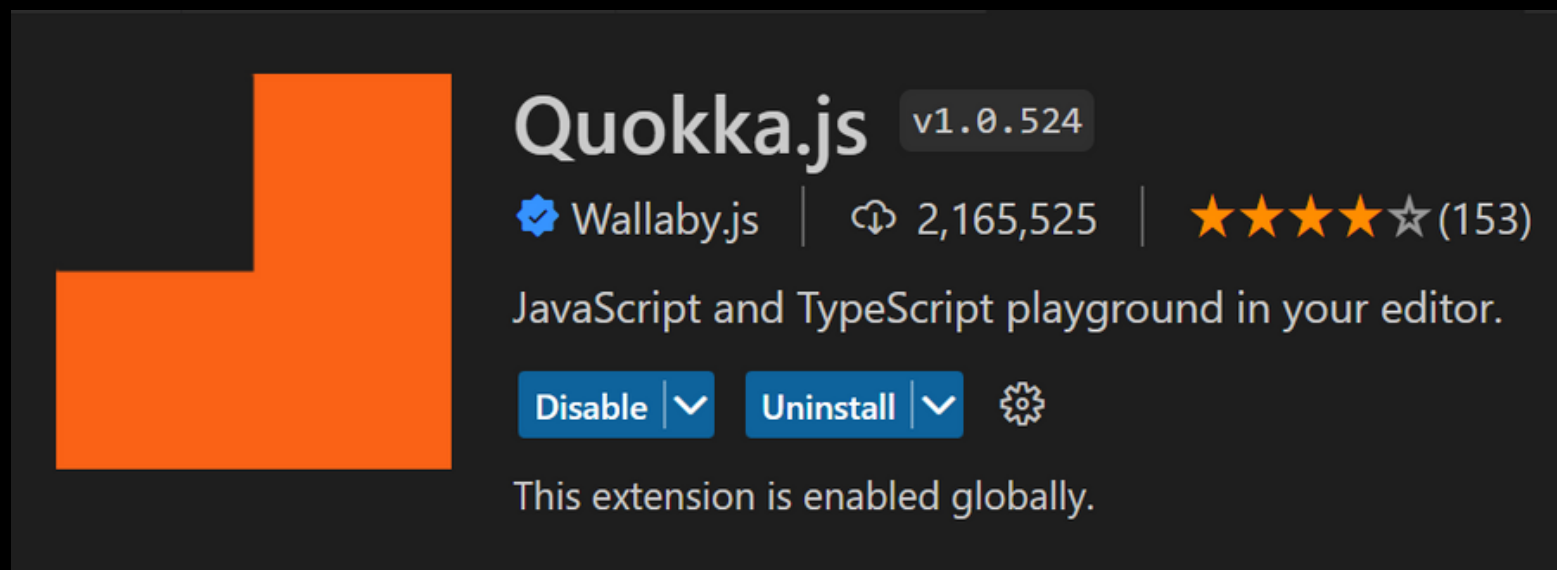 Quokka.js v1.0.524
Wallaby.js 2,165,525 (153)
JavaScript and TypeScript playground in your editor.
Disable Uninstall
This extension is enabled globally.